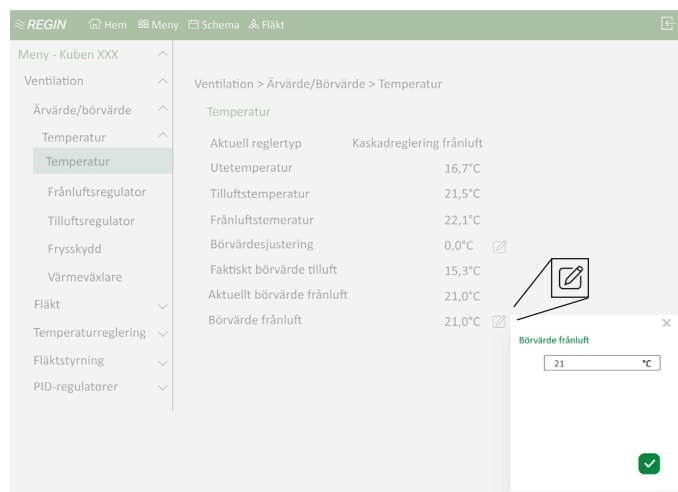 REGIN Hem Meny Schema Fläkt
Meny - Kuben XXX
Ventilation
Ärvärde/börvärde
Temperatur
Temperatur
Frånluftsregulator
Tilluftsregulator
Frysskydd
Värmeväxlare
Fläkt
Temperaturreglering
Fläktstyrning
PID-regulatorer
Ventilation > Ärvärde/Börvärde > Temperatur
Temperatur
Aktuell reglertyp Kaskadreglering frånluft
Utetemperatur 16,7°C
Tilluftstemperatur 21,5°C
Frånluftstemeratur 22,1°C
Börvärdesjustering 0,0°C
Faktiskt börvärde tilluft 15,3°C
Aktuellt börvärde frånluft 21,0°C
Börvärde frånluft 21,0°C
Börvärde frånluft
21 °C